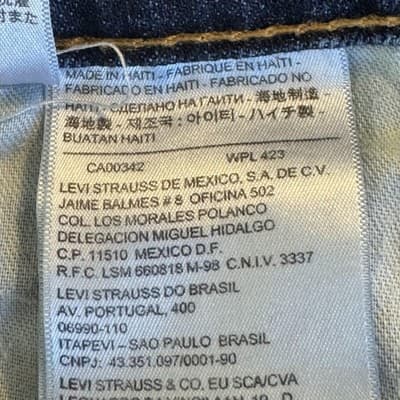 また
MADE IN HAITI - FABRIQUE EN HAITI -
FABRICADO EN HAITI - FABRICADO NO
HAITI - СДЕЛАНО НА ГАИТИ - 海地制造 -
海地製 - 제조국 : 아이티 - ハイチ製 -
BUATAN HAITI
CA00342 WPL 423
LEVI STRAUSS DE MEXICO, S.A. DE C.V.
JAIME BALMES # 8 OFICINA 502
COL. LOS MORALES POLANCO
DELEGACION MIGUEL HIDALGO
C.P. 11510 MEXICO D.F.
R.F.C. LSM 660818 M-98 C.N.I.V. 3337
LEVI STRAUSS DO BRASIL
AV. PORTUGAL, 400
06990-110
ITAPEVI - SAO PAULO BRASIL
CNPJ: 43.351.097/0001-90
LEVI STRAUSS & CO. EU SCA/CVA